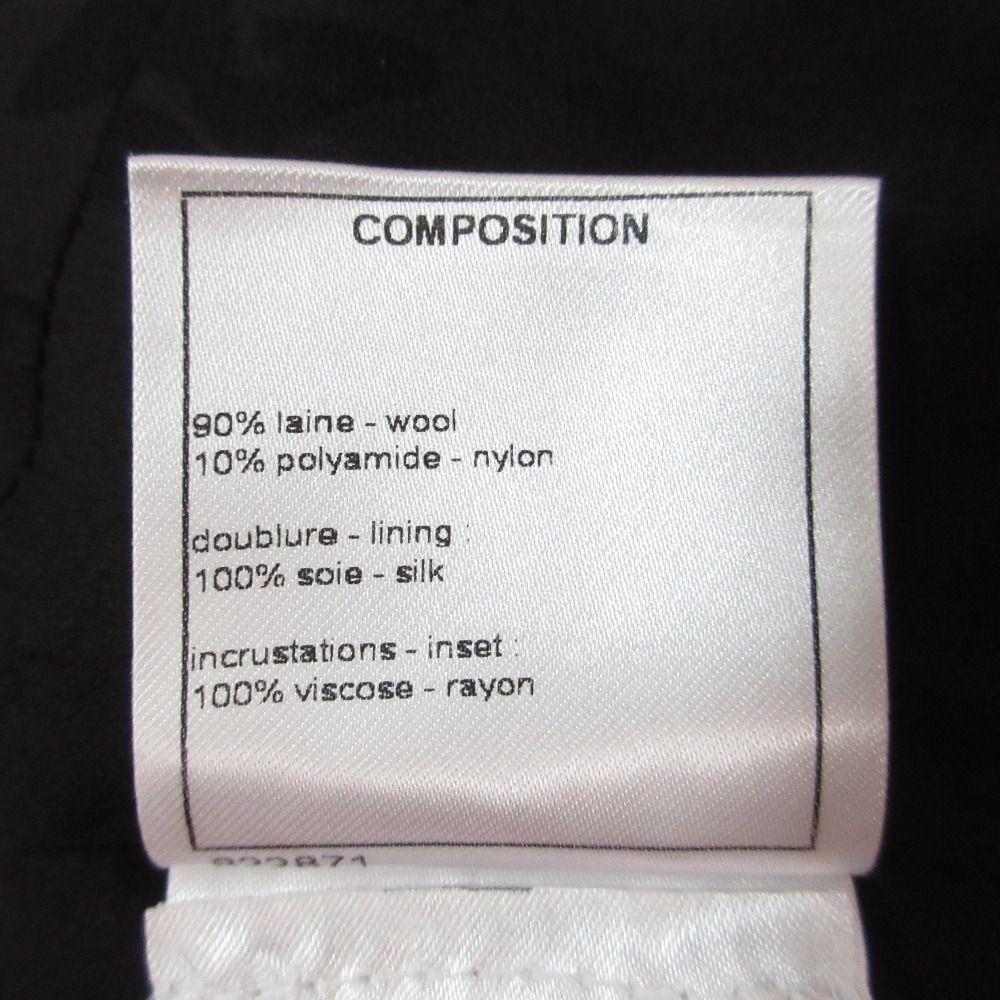 COMPOSITION
90% laine - wool
10% polyamide - nylon
doublure - lining :
100% soie - silk
incrustations - inset :
100% viscose - rayon